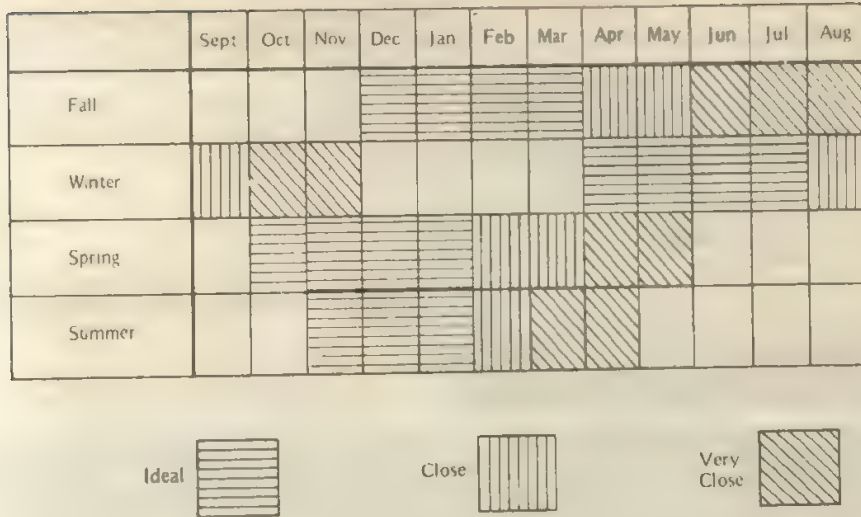 Sept Oct Nov Dec Jan Feb Mar Apr May Jun Jul Aug
Fall
Winter
Spring
Summer
Ideal
Close
Very
Close